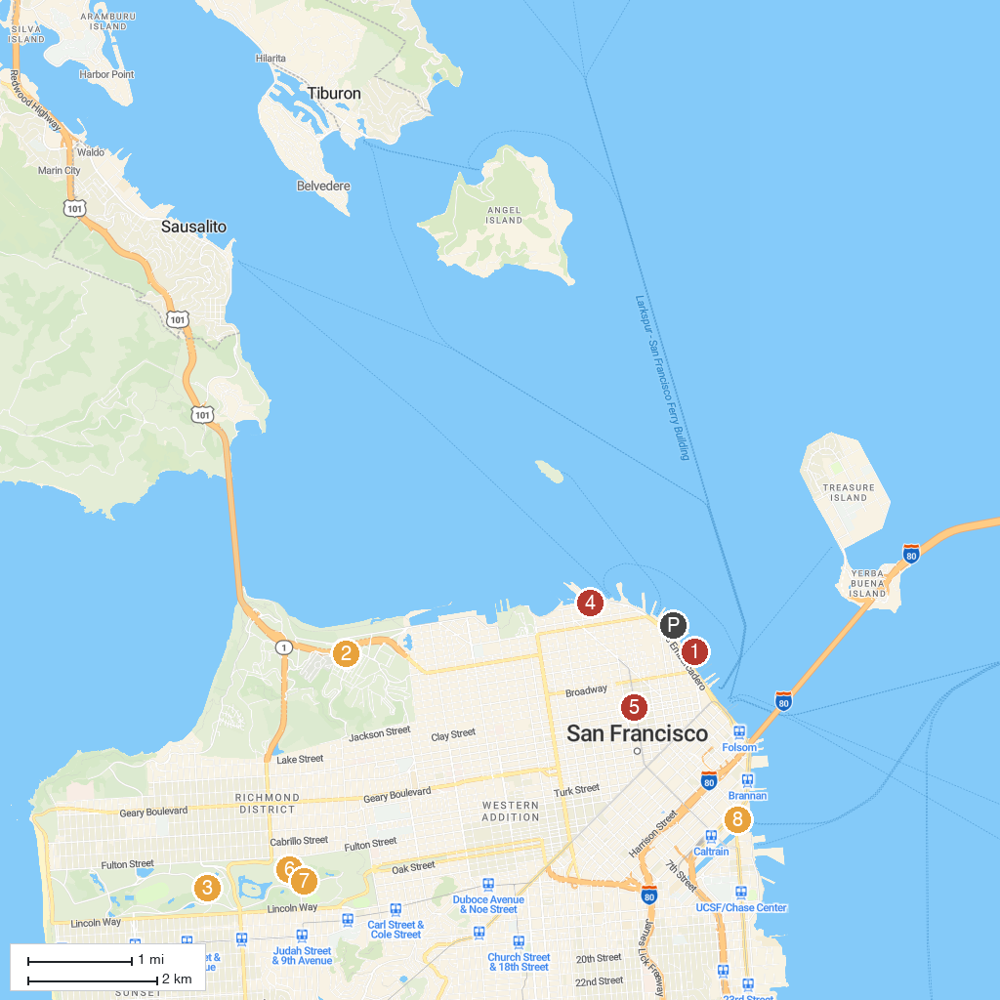 ARAMBURU
ISLAND
SILVA
ISLAND
Harbor Point
Hilarita
Tiburon
Redwood Highway
Waldo
Marin City
Belvedere
101
Sausalito
ANGEL
ISLAND
101
Larkspur - San Francisco Ferry Building
101
TREASURE
ISLAND
80
YERBA
BUENA
ISLAND
4
P
1
2
1
Embarcadero
Broadway
5
80
San Francisco
Jackson Street
Clay Street
Folsom
Lake Street
80
Geary Boulevard
Brannan
RICHMOND
DISTRICT
Geary Boulevard
Turk Street
WESTERN
ADDITION
8
Harrison Street
Cabrillo Street
Fulton Street
Caltrain
Fulton Street
Oak Street
6
7
7th Street
3
80
Duboce Avenue
& Noe Street
UCSF/Chase Center
Lincoln Way
Lincoln Way
Carl Street &
Cole Street
Judah Street
& 9th Avenue
Church Street
& 18th Street
20th Street
22nd Street
James Lick Freeway
23rd Street
1 mi
2 km
SUNSET